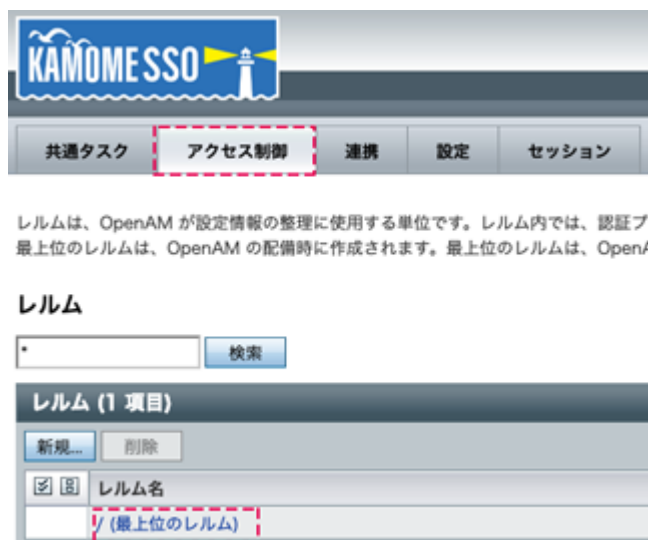 KAMOME SSO
共通タスク アクセス制御 連携 設定 セッション
レルムは、OpenAM が設定情報の整理に使用する単位です。レルム内では、認証プ
最上位のレルムは、OpenAM の配備時に作成されます。最上位のレルムは、OpenA
レルム
* 検索
レルム (1 項目)
新規... 削除
レルム名
/ (最上位のレルム)